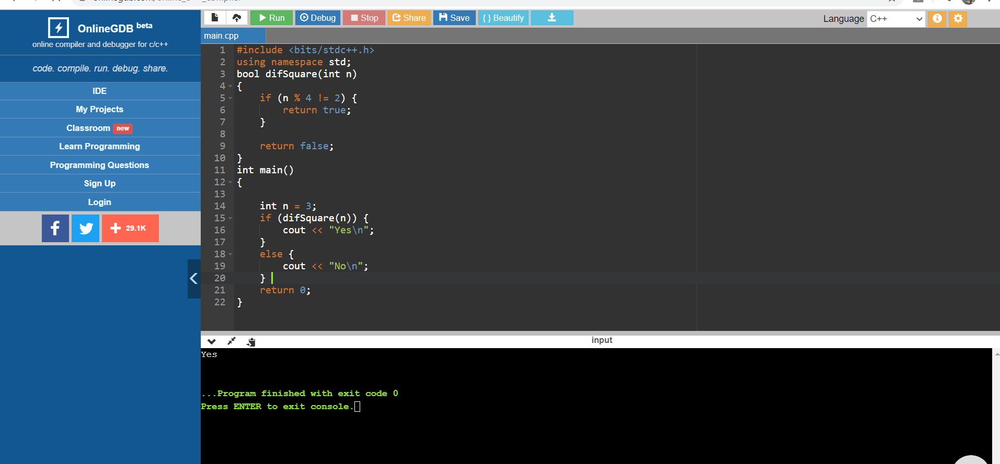 OnlineGDB beta
online compiler and debugger for c/c++
code. compile. run. debug. share.
IDE
My Projects
Classroom new
Learn Programming
Programming Questions
Sign Up
Login
29.1K
Run Debug Stop Share Save { } Beautify
Language C++
main.cpp
1 #include <bits/stdc++.h>
2 using namespace std;
3 bool difSquare(int n)
4 {
5 if (n % 4 != 2) {
6 return true;
7 }
8
9 return false;
10 }
11 int main()
12 {
13
14 int n = 3;
15 if (difSquare(n)) {
16 cout << "Yes\n";
17 }
18 else {
19 cout << "No\n";
20 }
21 return 0;
22 }
input
Yes
...Program finished with exit code 0
Press ENTER to exit console.